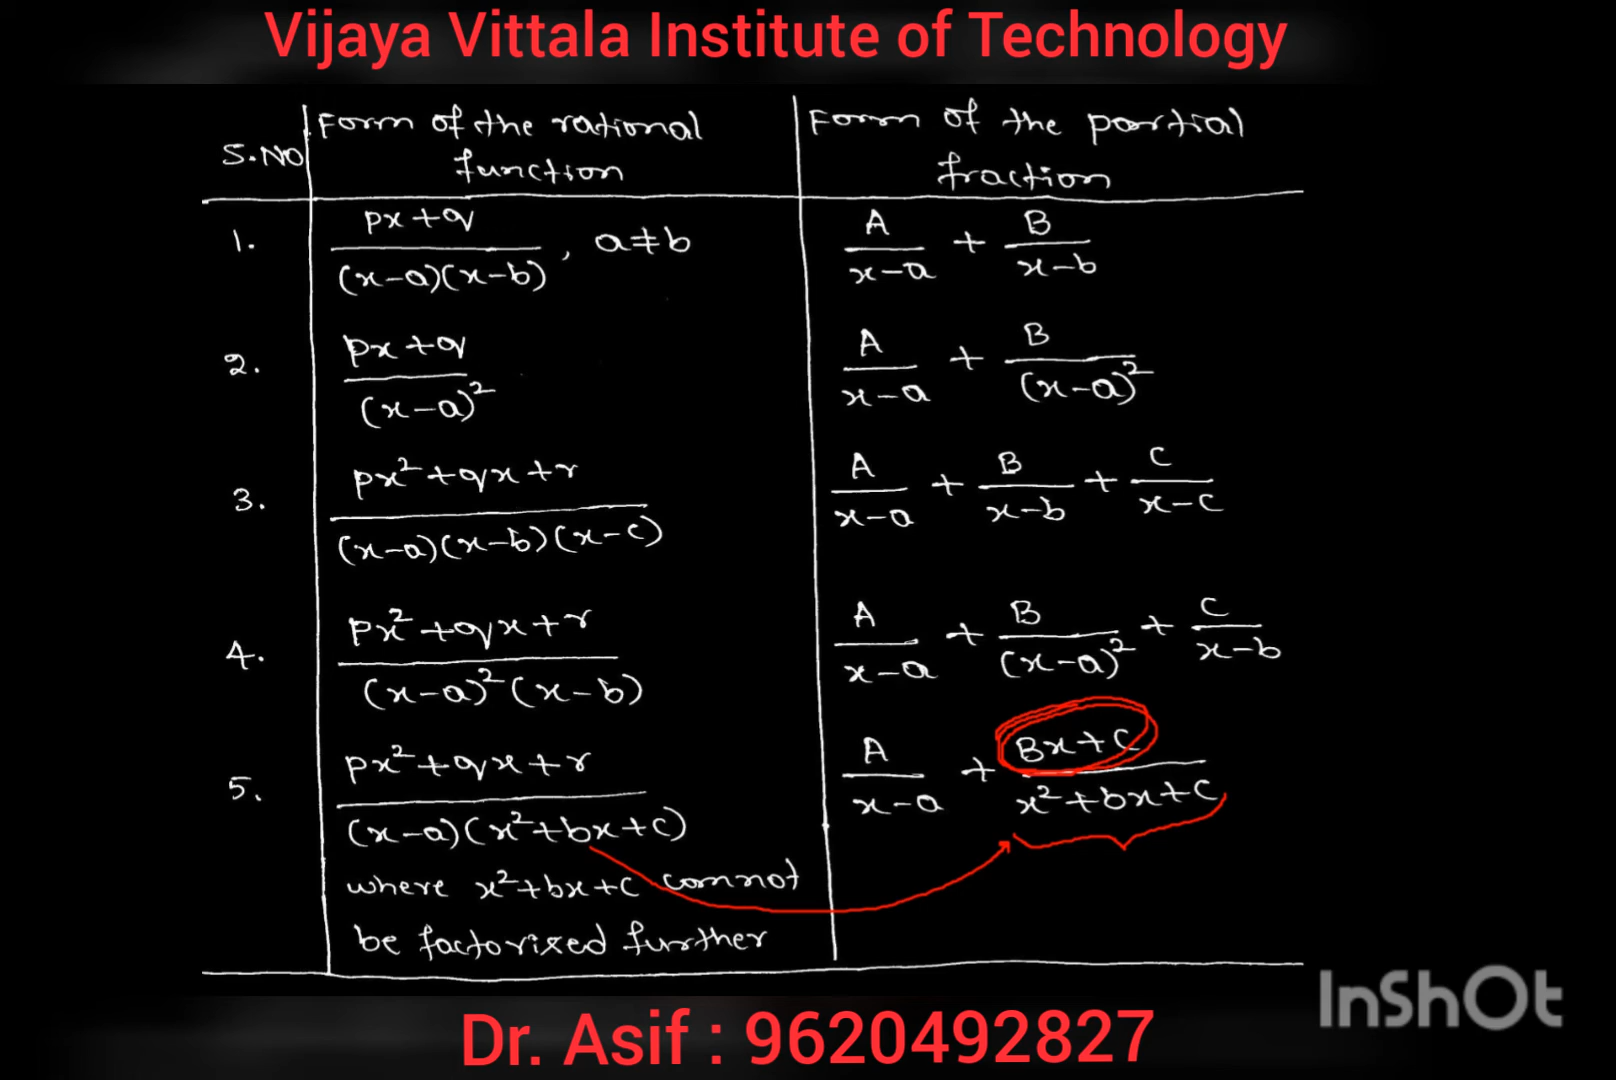 Vijaya Vittala Institute of Technology
S.NO | Form of the rational function | Form of the partial fraction
1. | px+q / (x-a)(x-b) , a≠b | A / x-a + B / x-b
2. | px+q / (x-a)² | A / x-a + B / (x-a)²
3. | px²+qx+r / (x-a)(x-b)(x-c) | A / x-a + B / x-b + C / x-c
4. | px²+qx+r / (x-a)²(x-b) | A / x-a + B / (x-a)² + C / x-b
5. | px²+qx+r / (x-a)(x²+bx+c) | A / x-a + Bx+C / x²+bx+c
where x²+bx+c cannot
be factorized further
InShOt
Dr. Asif : 9620492827